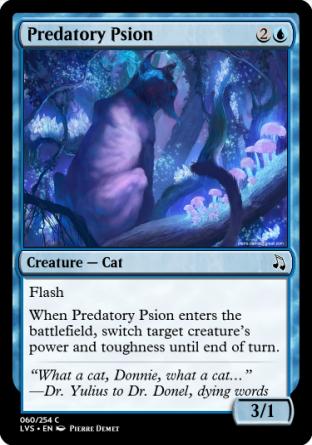 Predatory Psion 2
Creature — Cat
Flash
When Predatory Psion enters the
battlefield, switch target creature's
power and toughness until end of turn.
“What a cat, Donnie, what a cat...”
—Dr. Yulius to Dr. Donel, dying words
3/1
060/254 C
LVS • EN PIERRE DEMET